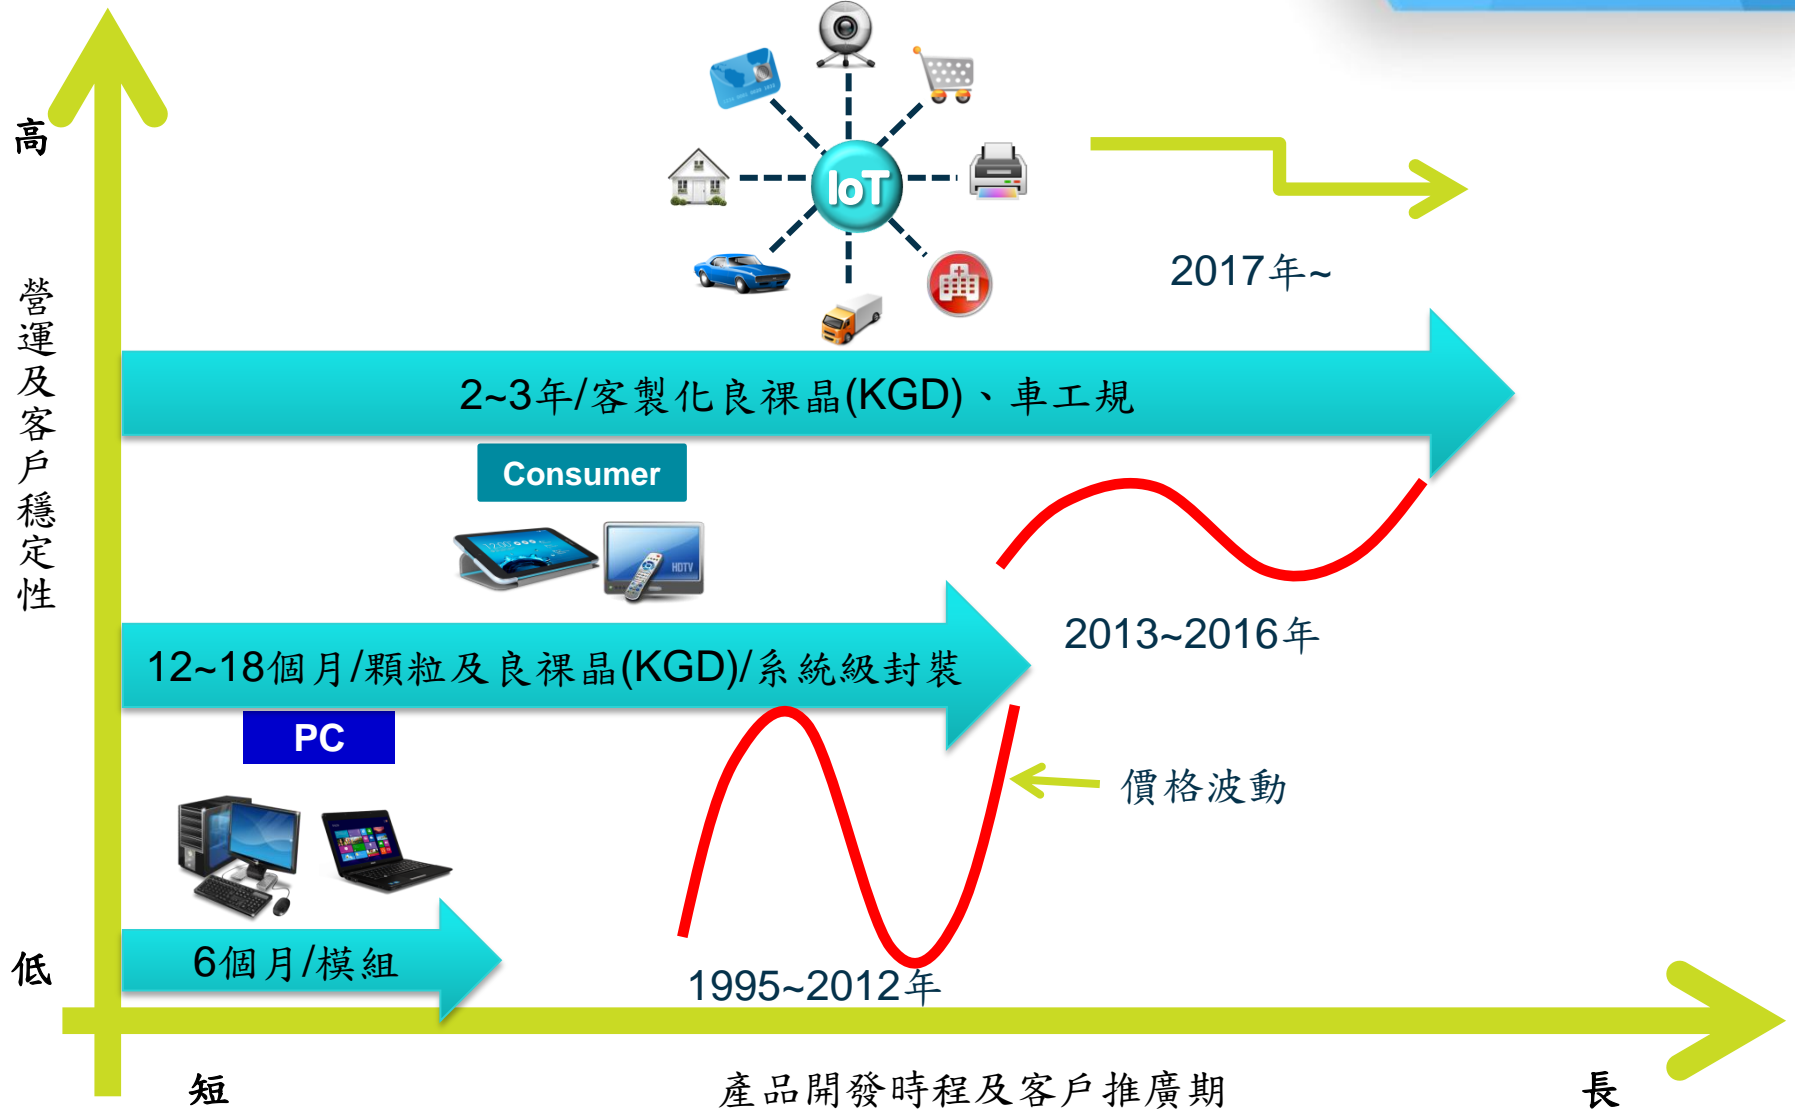 高
IoT
2017年~
營運及客戶穩定性
2~3年/客製化良裸晶(KGD)、車工規
Consumer
HDTV
2013~2016年
12~18個月/顆粒及良裸晶(KGD)/系統級封裝
PC
價格波動
低
6個月/模組
1995~2012年
短
產品開發時程及客戶推廣期
長